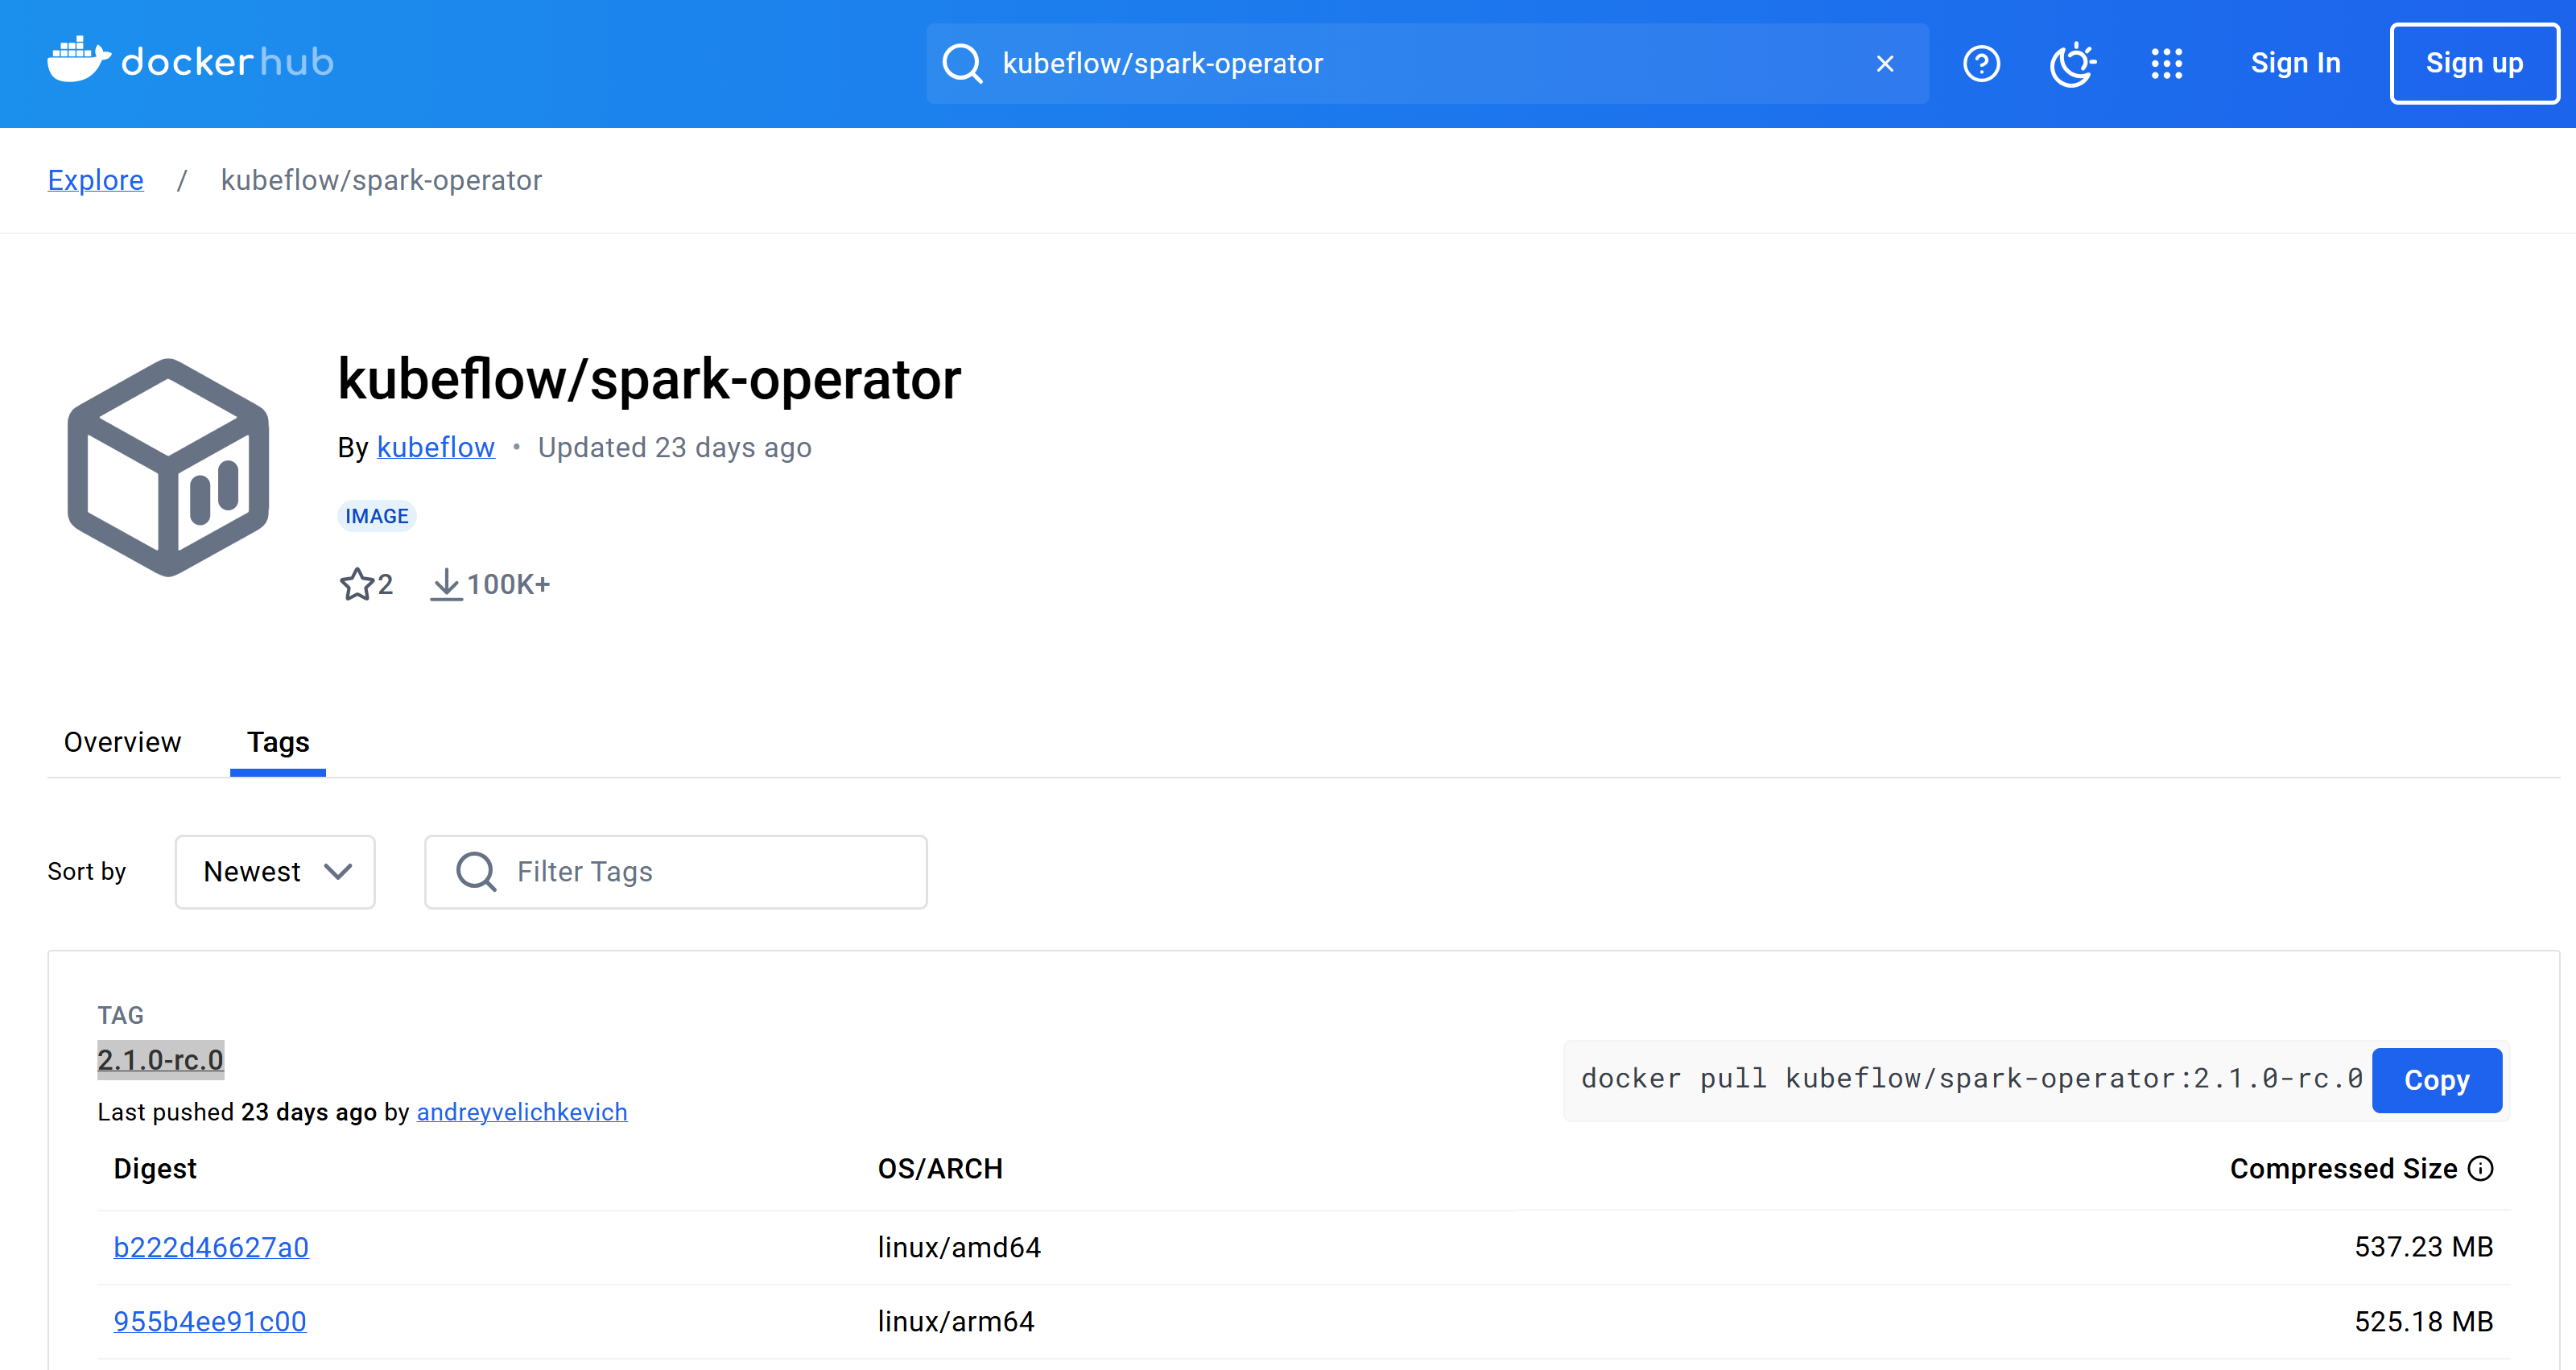 dockerhub
kubeflow/spark-operator
Sign In
Sign up
Explore / kubeflow/spark-operator
kubeflow/spark-operator
By kubeflow • Updated 23 days ago
IMAGE
2 100K+
Overview Tags
Sort by Newest Filter Tags
TAG
2.1.0-rc.0
docker pull kubeflow/spark-operator:2.1.0-rc.0 Copy
Last pushed 23 days ago by andreyvelichkevich
Digest OS/ARCH Compressed Size
b222d46627a0 linux/amd64 537.23 MB
955b4ee91c00 linux/arm64 525.18 MB